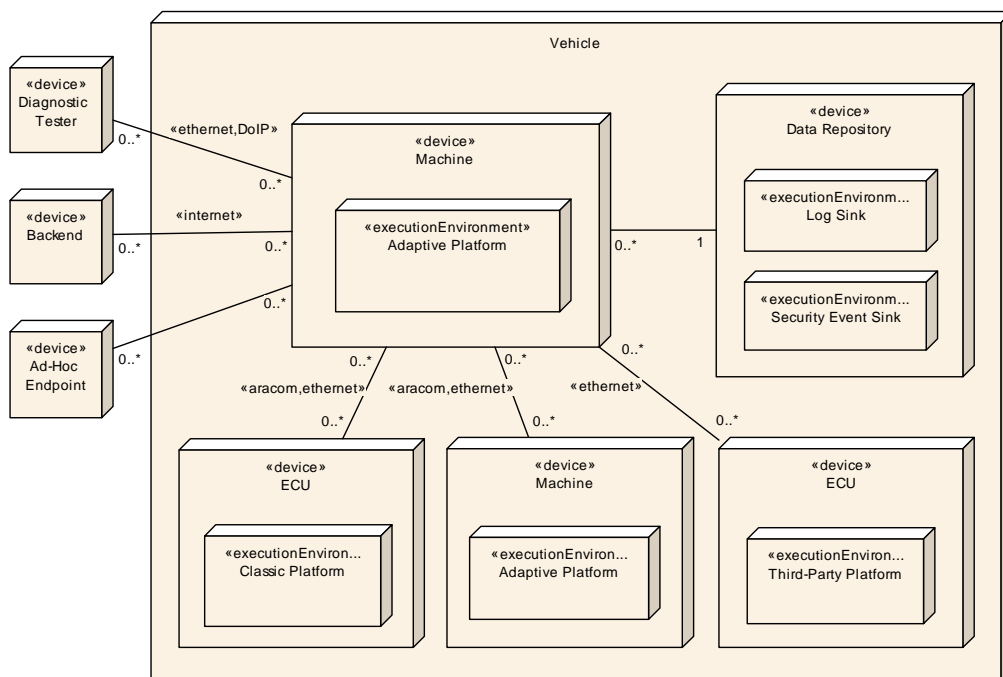 Vehicle
«device»
Diagnostic
Tester
0..*
«ethernet,DoIP»
0..*
«device»
Backend
0..*
«internet»
0..*
«device»
Ad-Hoc
Endpoint
0..*
0..*
«device»
Machine
«executionEnvironment»
Adaptive Platform
0..*
1
«device»
Data Repository
«executionEnvironm...
Log Sink
«executionEnvironm...
Security Event Sink
0..*
«aracom,ethernet»
0..*
0..*
«aracom,ethernet»
0..*
0..*
«ethernet»
0..*
«device»
ECU
«executionEnviron...
Classic Platform
«device»
Machine
«executionEnviron...
Adaptive Platform
«device»
ECU
«executionEnviron...
Third-Party Platform